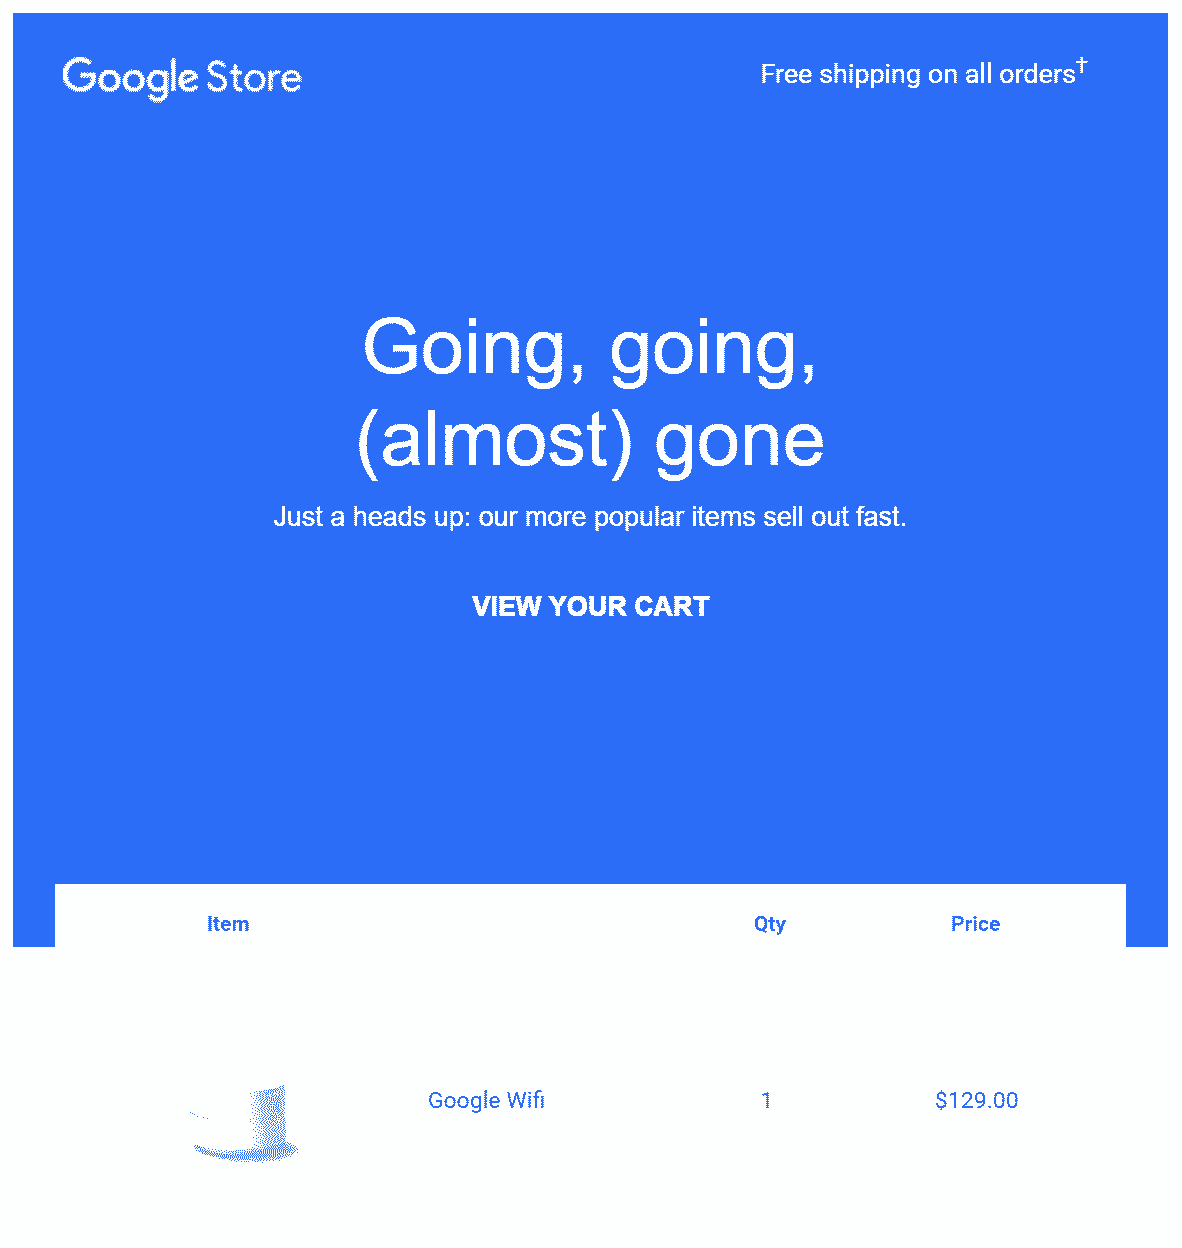 Google Store
Free shipping on all orders†
Going, going,
(almost) gone
Just a heads up: our more popular items sell out fast.
VIEW YOUR CART
Item Qty Price
Google Wifi 1 $129.00